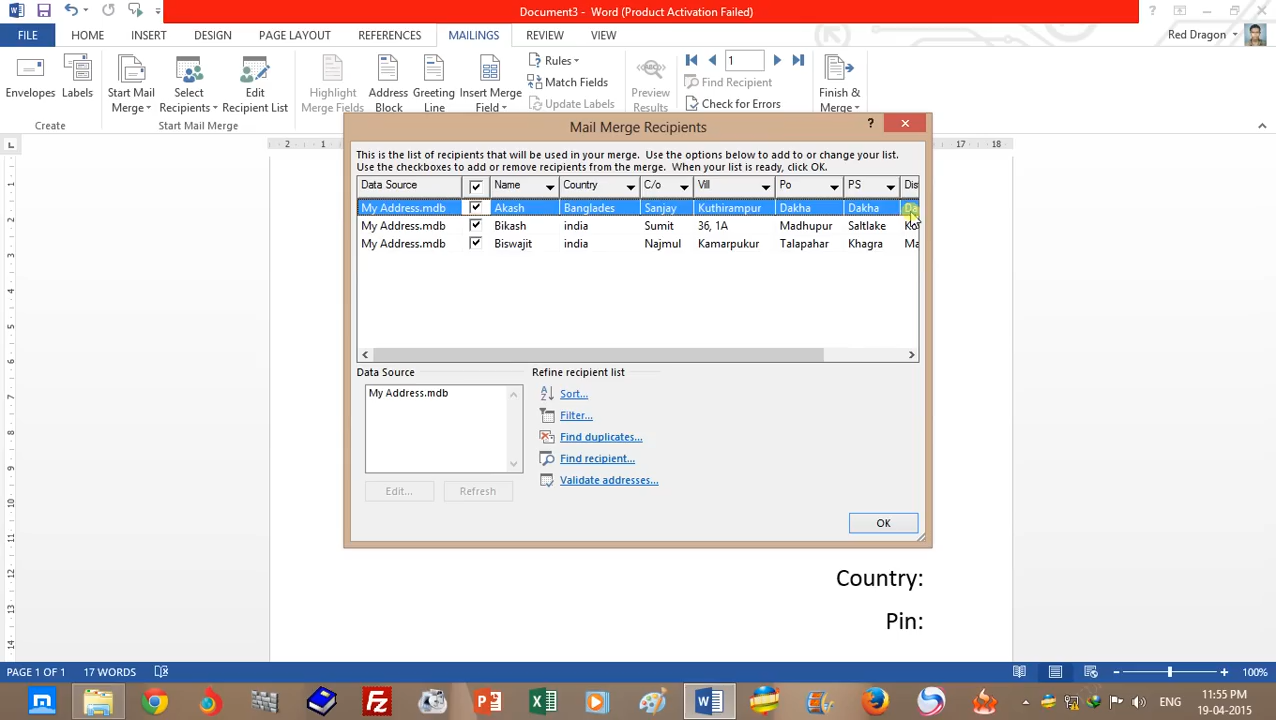 Document3 - Word (Product Activation Failed)
FILE HOME INSERT DESIGN PAGE LAYOUT REFERENCES MAILINGS REVIEW VIEW Red Dragon
Envelopes Labels Start Mail Merge Select Recipients Edit Recipient List Highlight Merge Fields Address Block Greeting Line Insert Merge Field Rules Match Fields Update Labels Preview Results 1 Find Recipient Check for Errors Finish & Merge
Create Start Mail Merge
Mail Merge Recipients
This is the list of recipients that will be used in your merge. Use the options below to add to or change your list.
Use the checkboxes to add or remove recipients from the merge. When your list is ready, click OK.
Data Source Name Country C/o Vill Po PS Dis
My Address.mdb Akash Banglades Sanjay Kuthirampur Dakha Dakha Da
My Address.mdb Bikash india Sumit 36, 1A Madhupur Saltlake Ko
My Address.mdb Biswajit india Najmul Kamarpukur Talapahar Khagra Ma
Data Source Refine recipient list
My Address.mdb
Sort...
Filter...
Find duplicates...
Find recipient...
Validate addresses...
Edit... Refresh
OK
Country:
Pin:
PAGE 1 OF 1 17 WORDS 100%
ENG 11:55 PM
19-04-2015